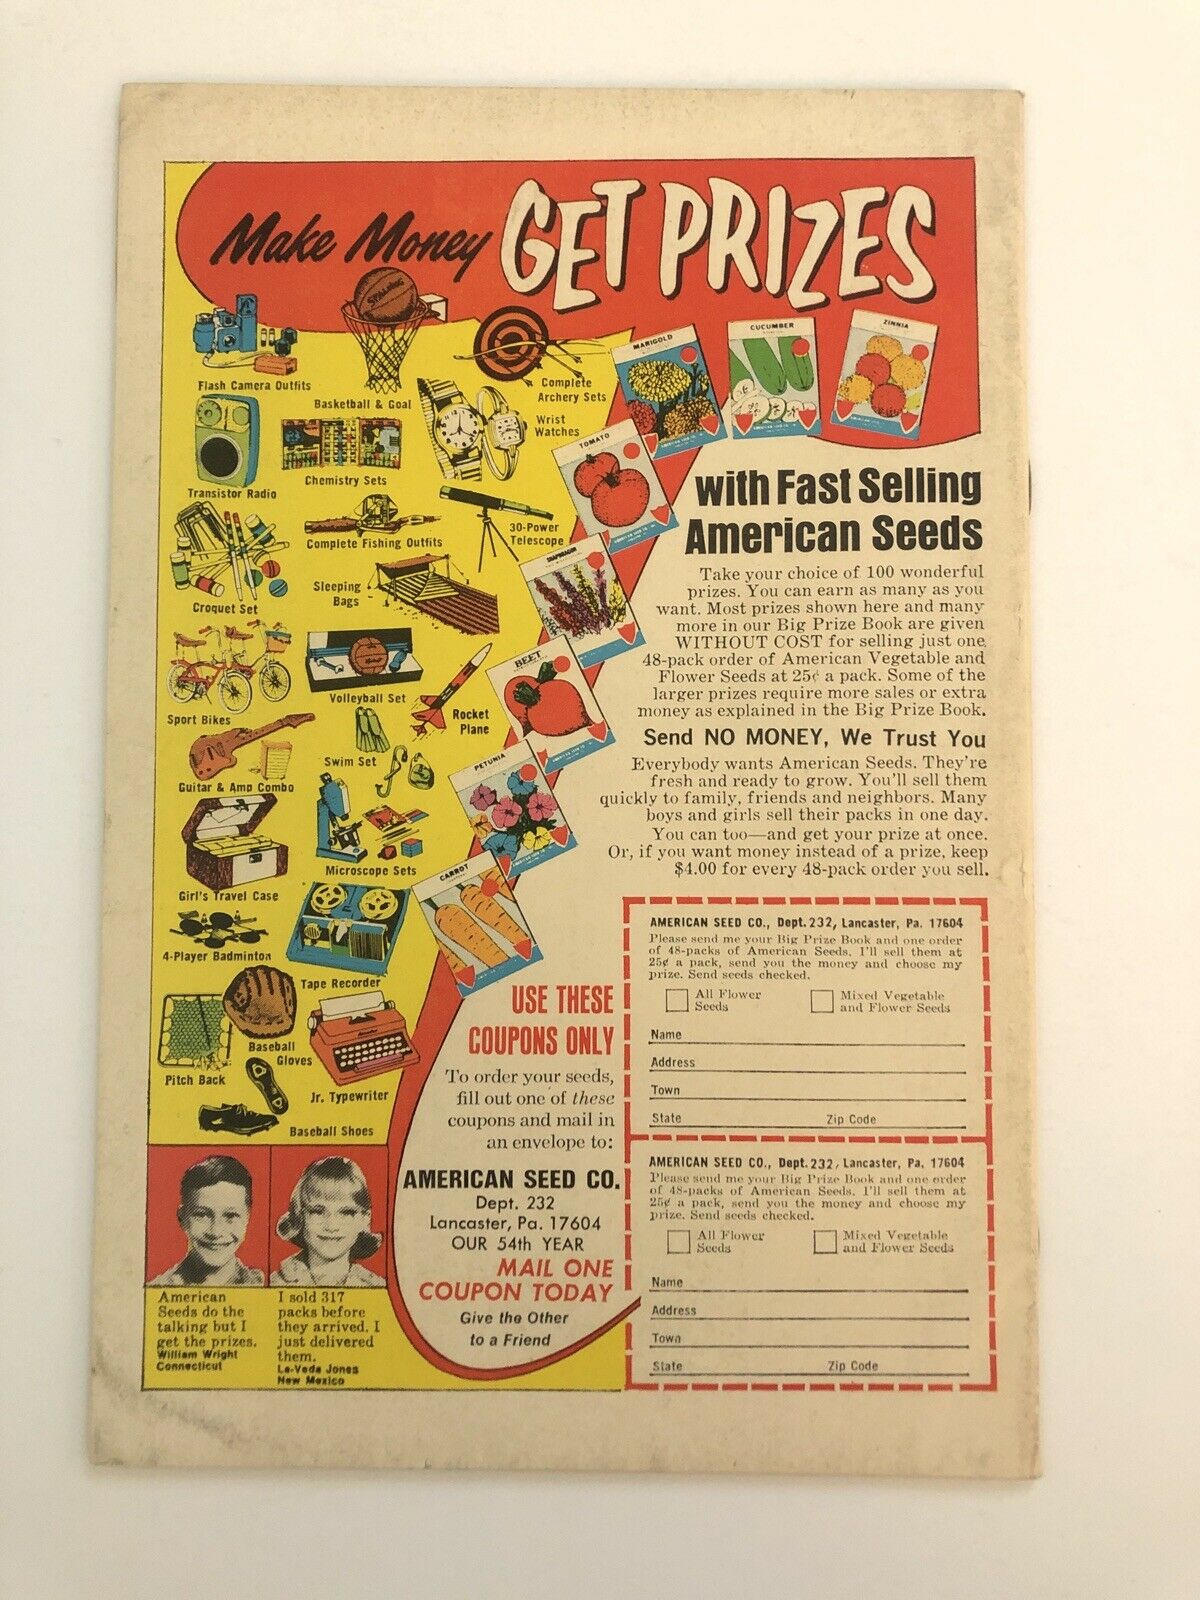 Make Money GET PRIZES
SPALDING
Flash Camera Outfits
Basketball & Goal
Complete
Archery Sets
Wrist
Watches
Transistor Radio
Chemistry Sets
Complete Fishing Outfits
30-Power
Telescope
Croquet Set
Sleeping
Bags
Sport Bikes
Volleyball Set
Rocket
Plane
Guitar & Amp Combo
Swim Set
Girl's Travel Case
Microscope Sets
4-Player Badminton
Tape Recorder
Baseball
Gloves
Pitch Back
Jr. Typewriter
Baseball Shoes
MARIGOLD
CUCUMBER
ZINNIA
TOMATO
SNAPDRAGON
BEET
PETUNIA
CARROT
with Fast Selling
American Seeds
Take your choice of 100 wonderful
prizes. You can earn as many as you
want. Most prizes shown here and many
more in our Big Prize Book are given
WITHOUT COST for selling just one
48-pack order of American Vegetable and
Flower Seeds at 25¢ a pack. Some of the
larger prizes require more sales or extra
money as explained in the Big Prize Book.
Send NO MONEY, We Trust You
Everybody wants American Seeds. They're
fresh and ready to grow. You'll sell them
quickly to family, friends and neighbors. Many
boys and girls sell their packs in one day.
You can too—and get your prize at once.
Or, if you want money instead of a prize, keep
$4.00 for every 48-pack order you sell.
USE THESE
COUPONS ONLY
To order your seeds,
fill out one of these
coupons and mail in
an envelope to:
AMERICAN SEED CO.
Dept. 232
Lancaster, Pa. 17604
OUR 54th YEAR
MAIL ONE
COUPON TODAY
Give the Other
to a Friend
AMERICAN SEED CO., Dept. 232, Lancaster, Pa. 17604
Please send me your Big Prize Book and one order
of 48-packs of American Seeds. I'll sell them at
25¢ a pack, send you the money and choose my
prize. Send seeds checked.
All Flower
Seeds
Mixed Vegetable
and Flower Seeds
Name
Address
Town
State Zip Code
AMERICAN SEED CO., Dept. 232, Lancaster, Pa. 17604
Please send me your Big Prize Book and one order
of 48-packs of American Seeds. I'll sell them at
25¢ a pack, send you the money and choose my
prize. Send seeds checked.
All Flower
Seeds
Mixed Vegetable
and Flower Seeds
Name
Address
Town
State Zip Code
American
Seeds do the
talking but I
get the prizes.
William Wright
Connecticut
I sold 317
packs before
they arrived. I
just delivered
them.
La-Veda Jones
New Mexico